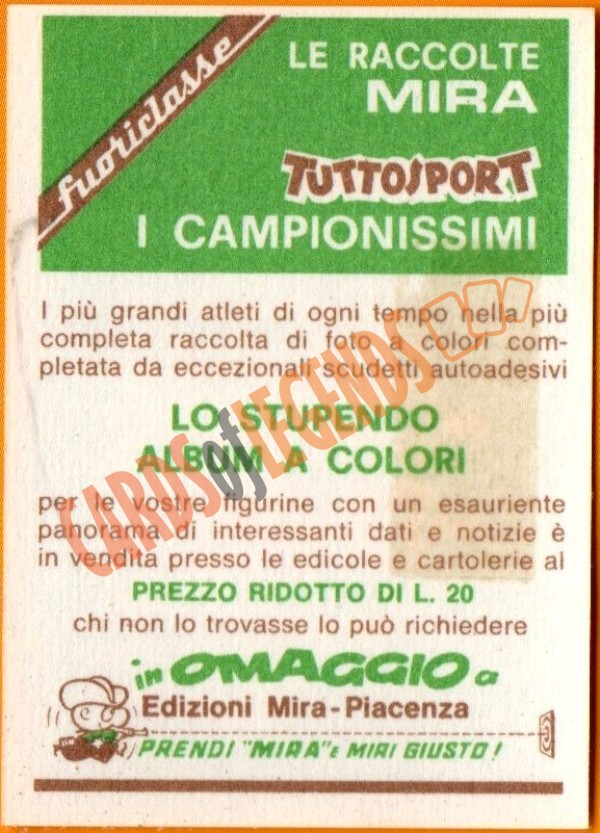 fuoriclasse
LE RACCOLTE
MIRA
TUTTOSPORT
I CAMPIONISSIMI
I più grandi atleti di ogni tempo nella più
completa raccolta di foto a colori com-
pletata da eccezionali scudetti autoadesivi
LO STUPENDO
ALBUM A COLORI
per le vostre figurine con un esauriente
panorama di interessanti dati e notizie è
in vendita presso le edicole e cartolerie al
PREZZO RIDOTTO DI L. 20
chi non lo trovasse lo può richiedere
in OMAGGIO a
Edizioni Mira-Piacenza
PRENDI "MIRA" E MIRI GIUSTO!
CARDS of LEGENDS